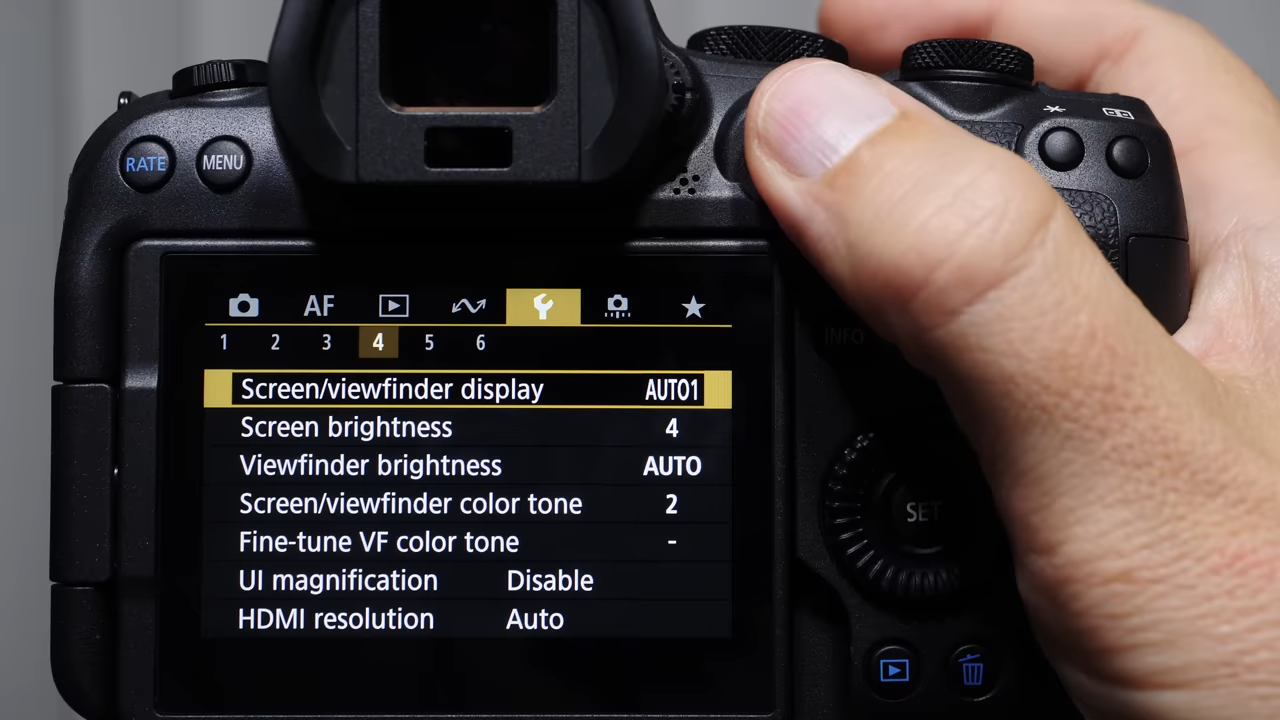 RATE MENU
AF
1 2 3 4 5 6
Screen/viewfinder display AUTO1
Screen brightness 4
Viewfinder brightness AUTO
Screen/viewfinder color tone 2
Fine-tune VF color tone -
UI magnification Disable
HDMI resolution Auto
INFO
SET